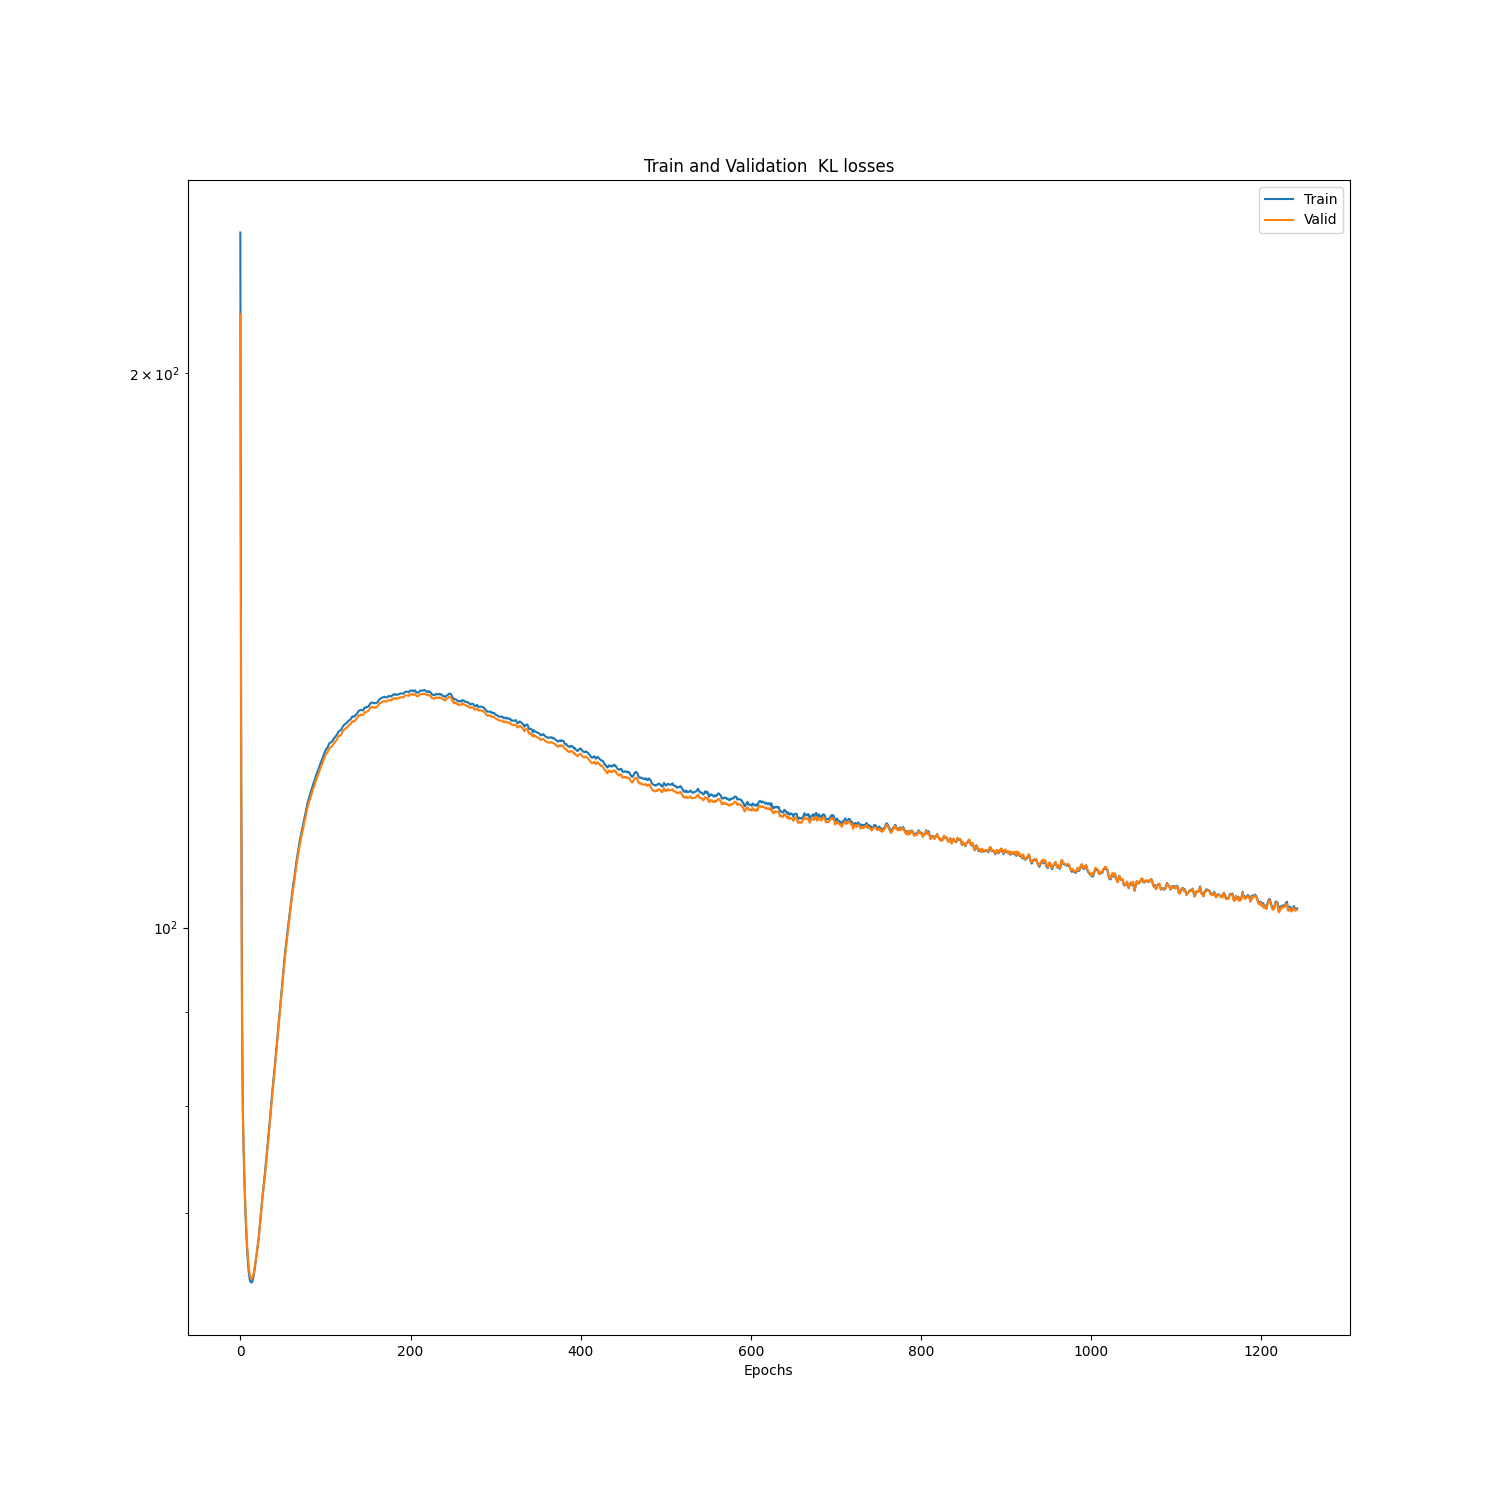 Train and Validation  KL losses
Train
Valid
2 × 10²
10²
0 200 400 600 800 1000 1200
Epochs